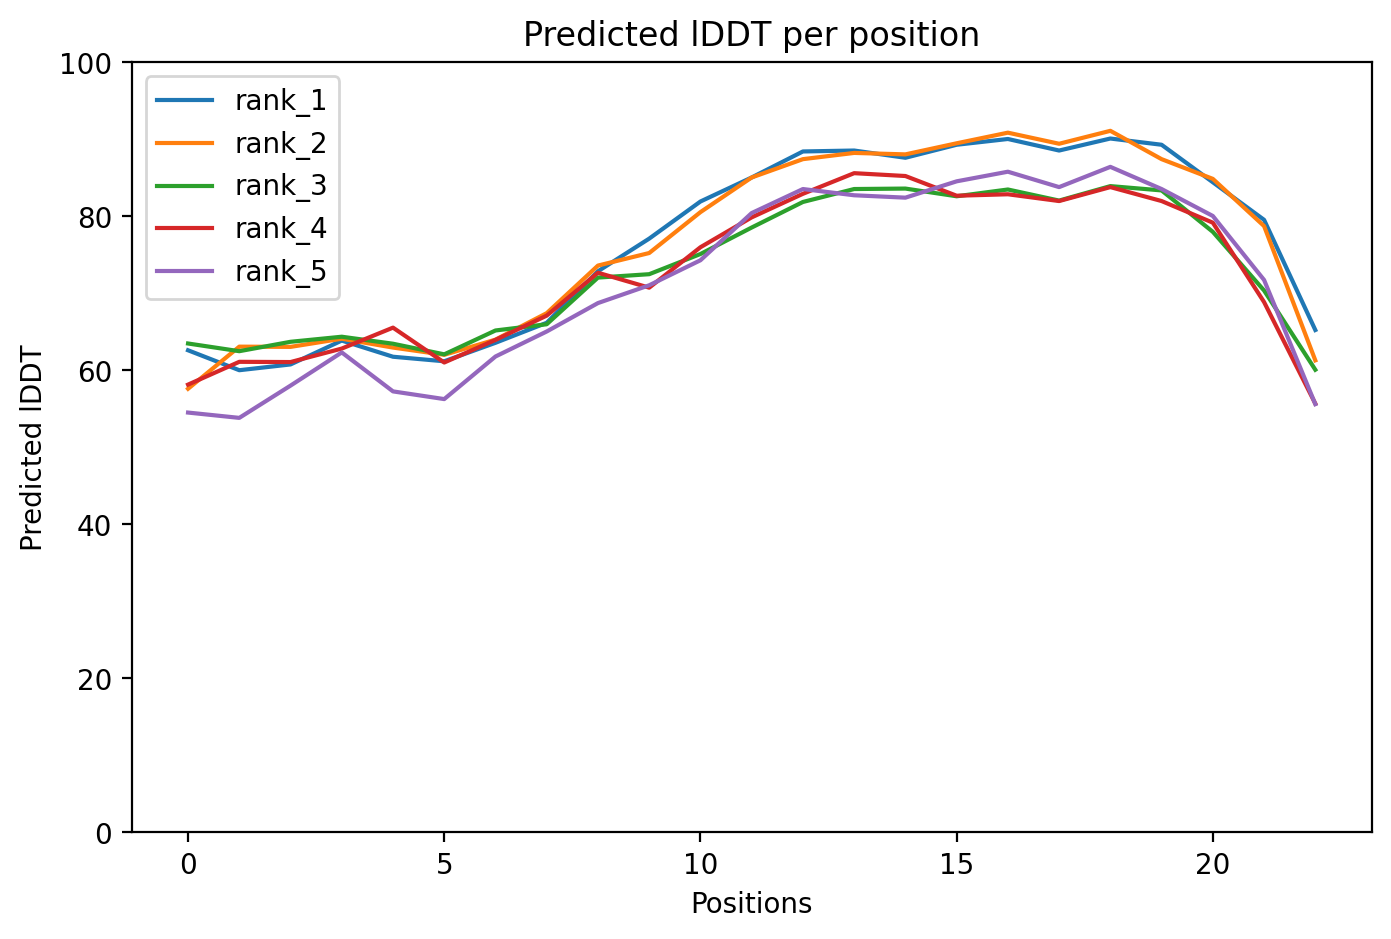 Predicted lDDT per position
100
80
60
40
20
0
Predicted lDDT
rank_1
rank_2
rank_3
rank_4
rank_5
0 5 10 15 20
Positions